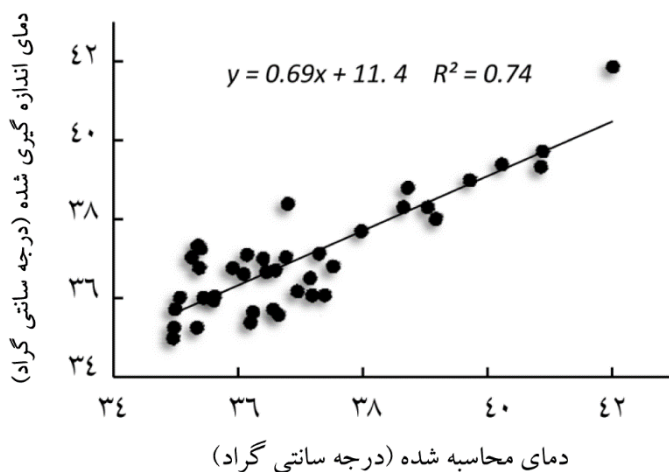 دمای اندازه گیری شده (درجه سانتی گراد)
٤٢
٤٠
٣٨
٣٦
٣٤
y = 0.69x + 11. 4 R² = 0.74
٣٤ ٣٦ ٣٨ ٤٠ ٤٢
دمای محاسبه شده (درجه سانتی گراد)